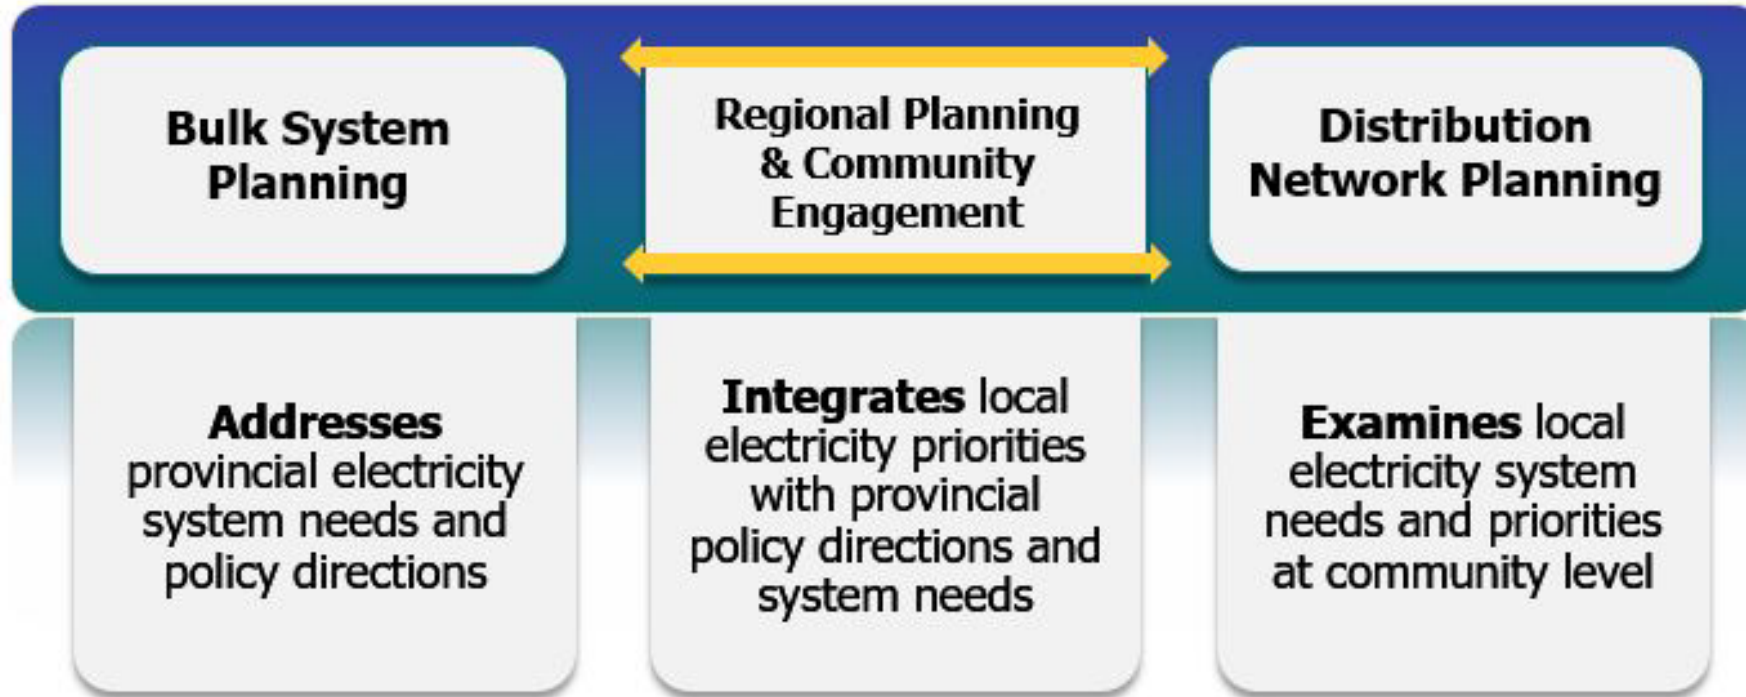 Bulk System
Planning
Regional Planning
& Community
Engagement
Distribution
Network Planning
Addresses
provincial electricity
system needs and
policy directions
Integrates local
electricity priorities
with provincial
policy directions and
system needs
Examines local
electricity system
needs and priorities
at community level